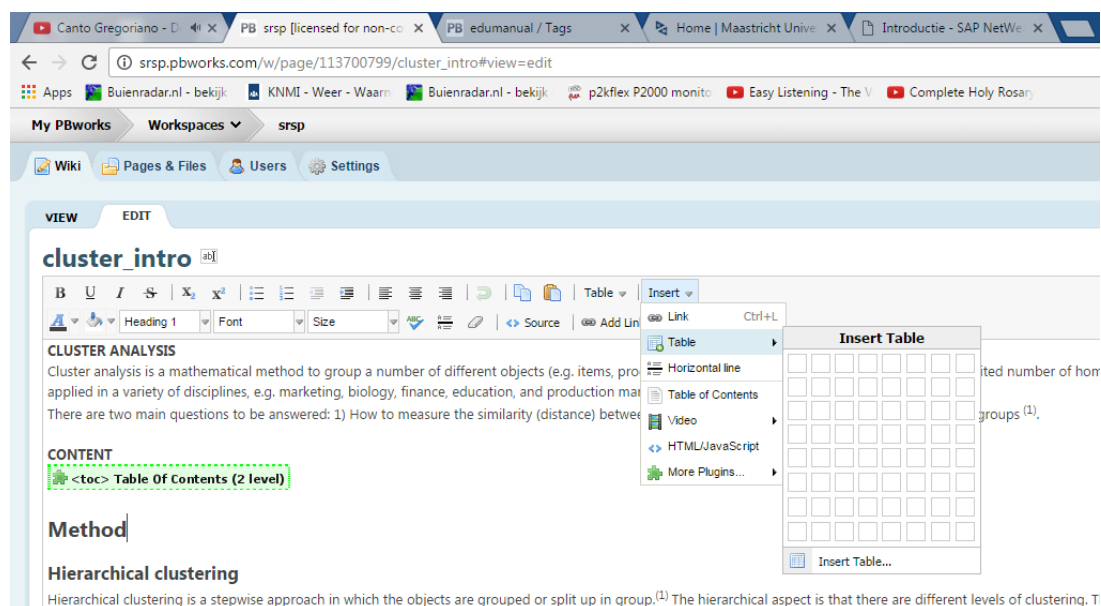 Canto Gregoriano - D
PB srsp [licensed for non-co
PB edumanual / Tags
Home | Maastricht Unive
Introductie - SAP NetWe
srsp.pbworks.com/w/page/113700799/cluster_intro#view=edit
Apps Buienradar.nl - bekijk KNMI - Weer - Waarn Buienradar.nl - bekijk p2kflex P2000 monito Easy Listening - The V Complete Holy Rosary
My PBworks Workspaces srsp
Wiki Pages & Files Users Settings
VIEW EDIT
cluster_intro
B U I S X₂ X² Table Insert
A Heading 1 Font Size ABC Source Add Lin
Link Ctrl+L
Table
Horizontal line
Table of Contents
Video
HTML/JavaScript
More Plugins...
Insert Table
Insert Table...
CLUSTER ANALYSIS
Cluster analysis is a mathematical method to group a number of different objects (e.g. items, pro ited number of hom
applied in a variety of disciplines, e.g. marketing, biology, finance, education, and production mar
There are two main questions to be answered: 1) How to measure the similarity (distance) betwee groups (1).
CONTENT
<toc> Table Of Contents (2 level)
Method
Hierarchical clustering
Hierarchical clustering is a stepwise approach in which the objects are grouped or split up in group.(1) The hierarchical aspect is that there are different levels of clustering. T